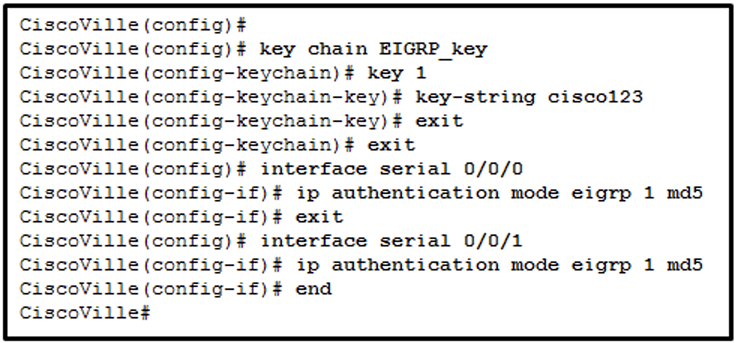 CiscoVille(config)#
CiscoVille(config)# key chain EIGRP_key
CiscoVille(config-keychain)# key 1
CiscoVille(config-keychain-key)# key-string cisco123
CiscoVille(config-keychain-key)# exit
CiscoVille(config-keychain)# exit
CiscoVille(config)# interface serial 0/0/0
CiscoVille(config-if)# ip authentication mode eigrp 1 md5
CiscoVille(config-if)# exit
CiscoVille(config)# interface serial 0/0/1
CiscoVille(config-if)# ip authentication mode eigrp 1 md5
CiscoVille(config-if)# end
CiscoVille#